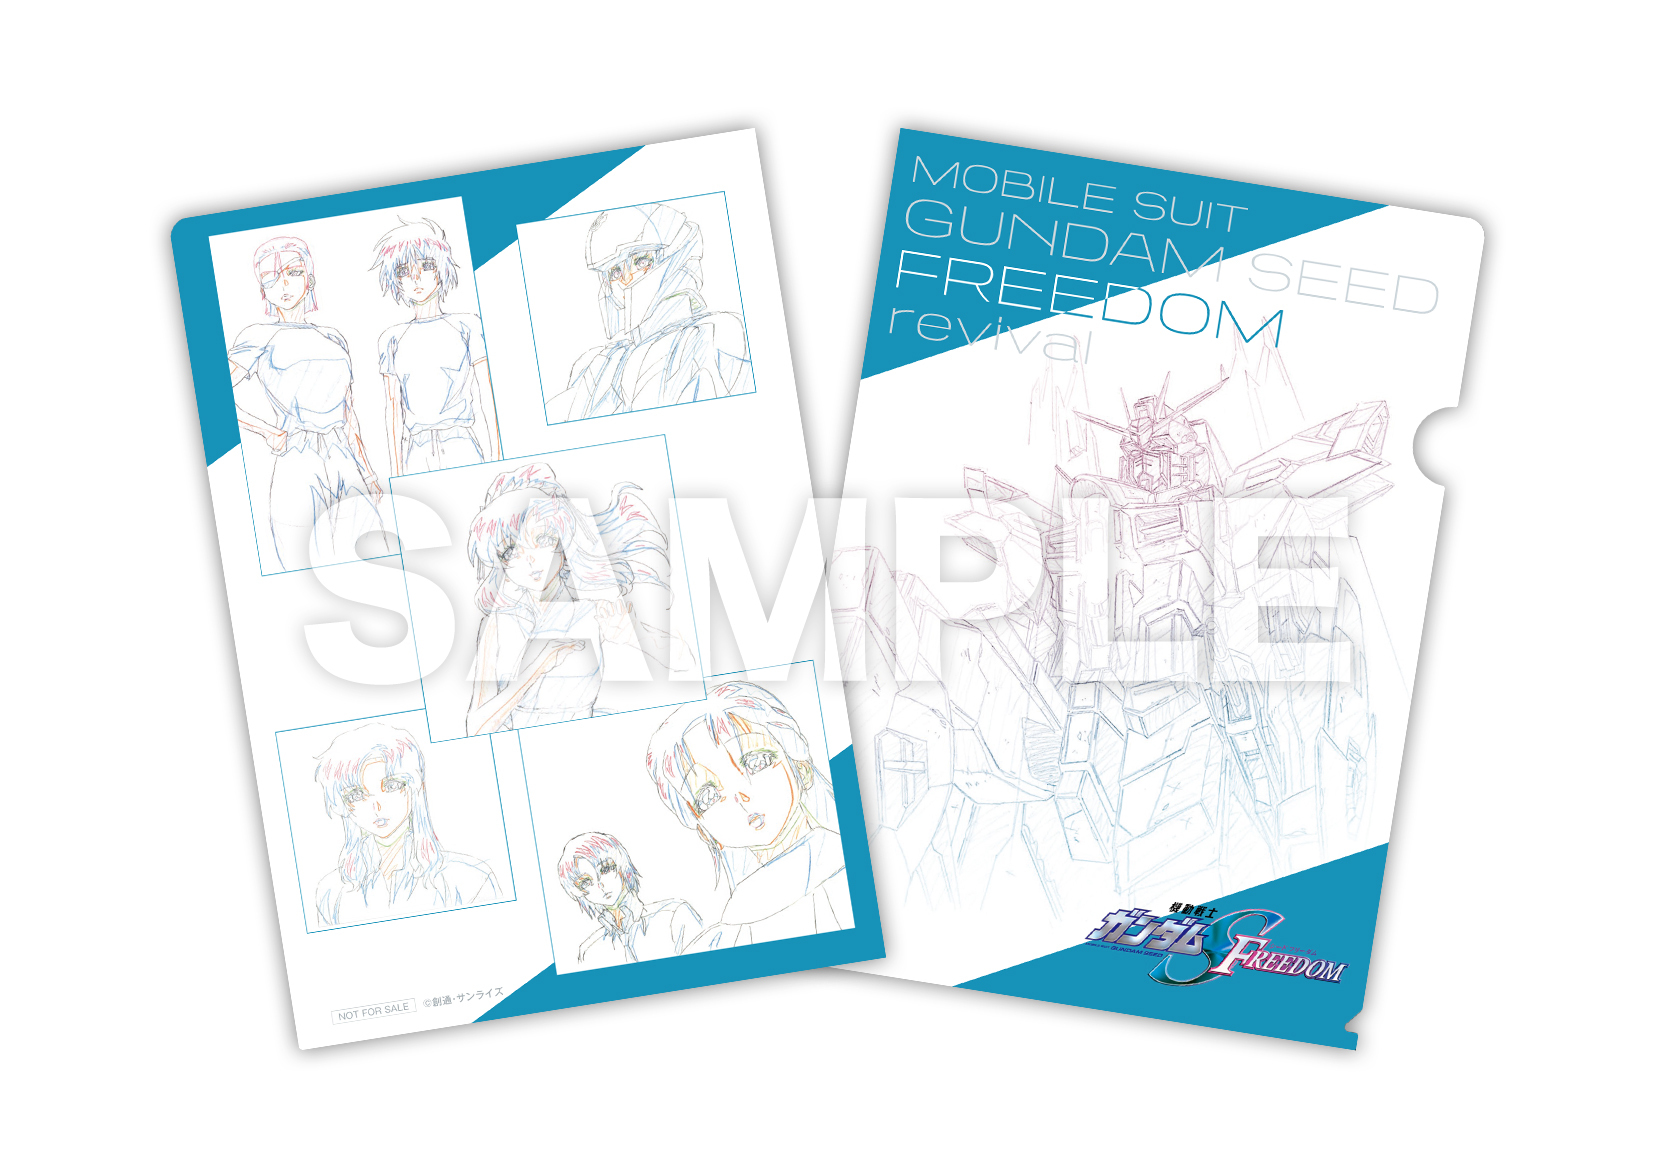 MOBILE SUIT
GUNDAM SEED
FREEDOM
revival
SAMPLE
機動戦士
ガンダム
GUNDAM SEED
FREEDOM
NOT FOR SALE
©創通・サンライズ